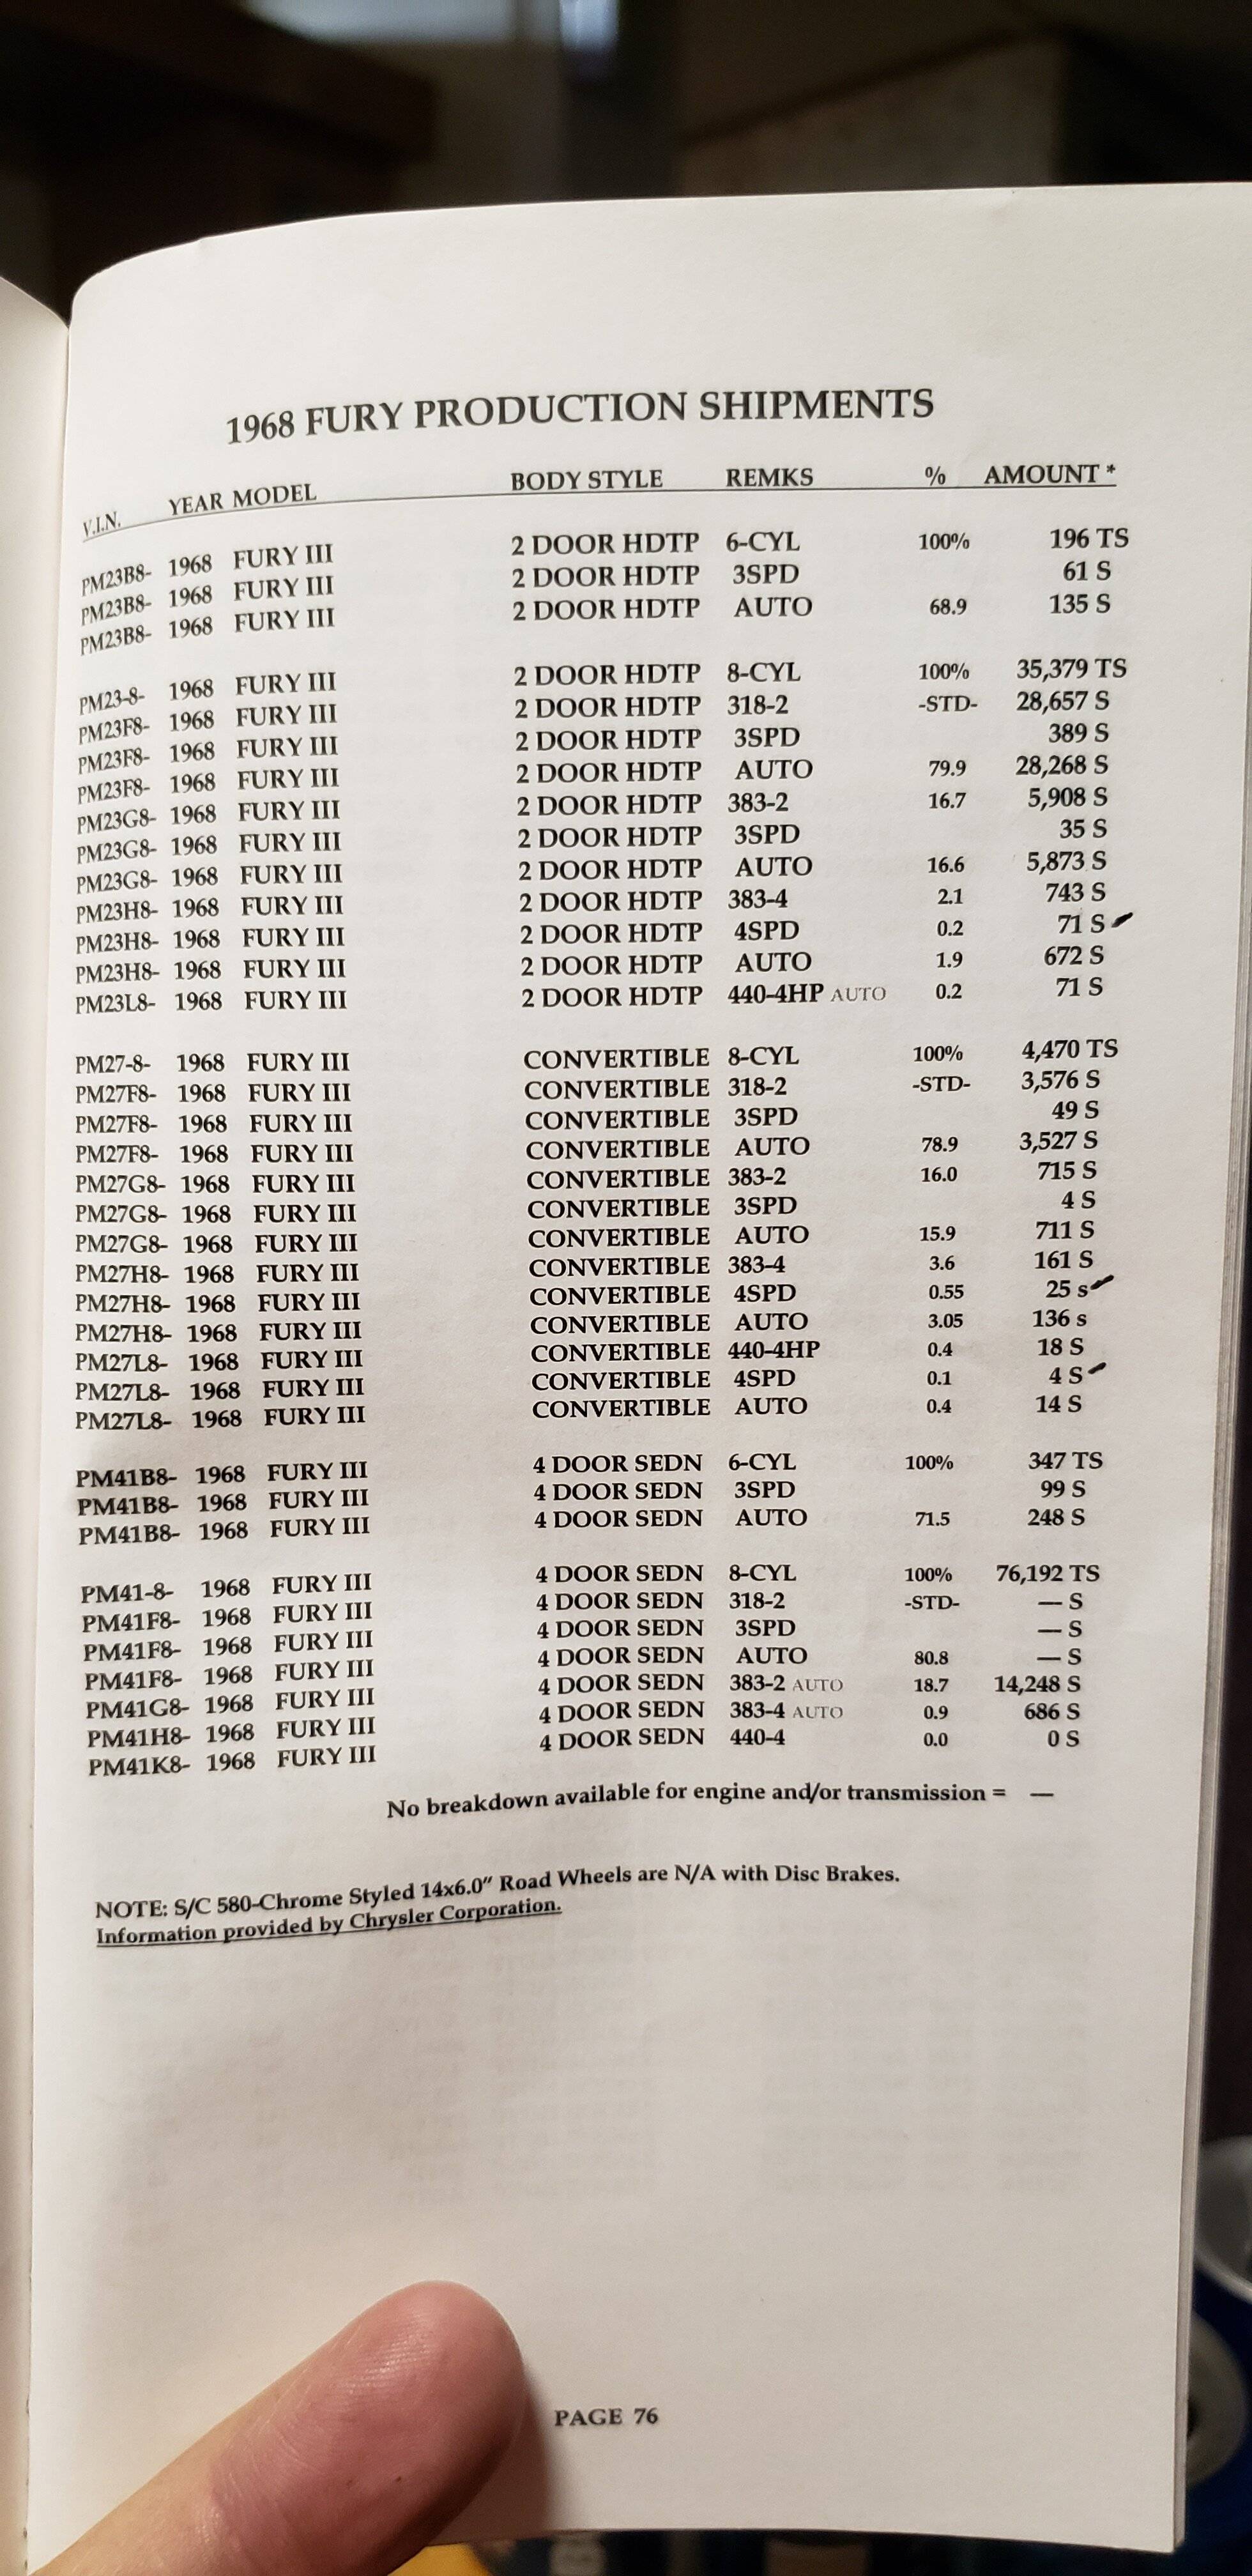 1968 FURY PRODUCTION SHIPMENTS
V.I.N. YEAR MODEL BODY STYLE REMKS % AMOUNT *
PM23B8- 1968 FURY III 2 DOOR HDTP 6-CYL 100% 196 TS
PM23B8- 1968 FURY III 2 DOOR HDTP 3SPD 61 S
PM23B8- 1968 FURY III 2 DOOR HDTP AUTO 68.9 135 S
PM23-8- 1968 FURY III 2 DOOR HDTP 8-CYL 100% 35,379 TS
PM23F8- 1968 FURY III 2 DOOR HDTP 318-2 -STD- 28,657 S
PM23F8- 1968 FURY III 2 DOOR HDTP 3SPD 389 S
PM23F8- 1968 FURY III 2 DOOR HDTP AUTO 79.9 28,268 S
PM23G8- 1968 FURY III 2 DOOR HDTP 383-2 16.7 5,908 S
PM23G8- 1968 FURY III 2 DOOR HDTP 3SPD 35 S
PM23G8- 1968 FURY III 2 DOOR HDTP AUTO 16.6 5,873 S
PM23H8- 1968 FURY III 2 DOOR HDTP 383-4 2.1 743 S
PM23H8- 1968 FURY III 2 DOOR HDTP 4SPD 0.2 71 S
PM23H8- 1968 FURY III 2 DOOR HDTP AUTO 1.9 672 S
PM23L8- 1968 FURY III 2 DOOR HDTP 440-4HP AUTO 0.2 71 S
PM27-8- 1968 FURY III CONVERTIBLE 8-CYL 100% 4,470 TS
PM27F8- 1968 FURY III CONVERTIBLE 318-2 -STD- 3,576 S
PM27F8- 1968 FURY III CONVERTIBLE 3SPD 49 S
PM27F8- 1968 FURY III CONVERTIBLE AUTO 78.9 3,527 S
PM27G8- 1968 FURY III CONVERTIBLE 383-2 16.0 715 S
PM27G8- 1968 FURY III CONVERTIBLE 3SPD 4 S
PM27G8- 1968 FURY III CONVERTIBLE AUTO 15.9 711 S
PM27H8- 1968 FURY III CONVERTIBLE 383-4 3.6 161 S
PM27H8- 1968 FURY III CONVERTIBLE 4SPD 0.55 25 s
PM27H8- 1968 FURY III CONVERTIBLE AUTO 3.05 136 s
PM27L8- 1968 FURY III CONVERTIBLE 440-4HP 0.4 18 S
PM27L8- 1968 FURY III CONVERTIBLE 4SPD 0.1 4 S
PM27L8- 1968 FURY III CONVERTIBLE AUTO 0.4 14 S
PM41B8- 1968 FURY III 4 DOOR SEDN 6-CYL 100% 347 TS
PM41B8- 1968 FURY III 4 DOOR SEDN 3SPD 99 S
PM41B8- 1968 FURY III 4 DOOR SEDN AUTO 71.5 248 S
PM41-8- 1968 FURY III 4 DOOR SEDN 8-CYL 100% 76,192 TS
PM41F8- 1968 FURY III 4 DOOR SEDN 318-2 -STD- — S
PM41F8- 1968 FURY III 4 DOOR SEDN 3SPD — S
PM41F8- 1968 FURY III 4 DOOR SEDN AUTO 80.8 — S
PM41G8- 1968 FURY III 4 DOOR SEDN 383-2 AUTO 18.7 14,248 S
PM41H8- 1968 FURY III 4 DOOR SEDN 383-4 AUTO 0.9 686 S
PM41K8- 1968 FURY III 4 DOOR SEDN 440-4 0.0 0 S
No breakdown available for engine and/or transmission = —
NOTE: S/C 580-Chrome Styled 14x6.0" Road Wheels are N/A with Disc Brakes.
Information provided by Chrysler Corporation.
PAGE 76